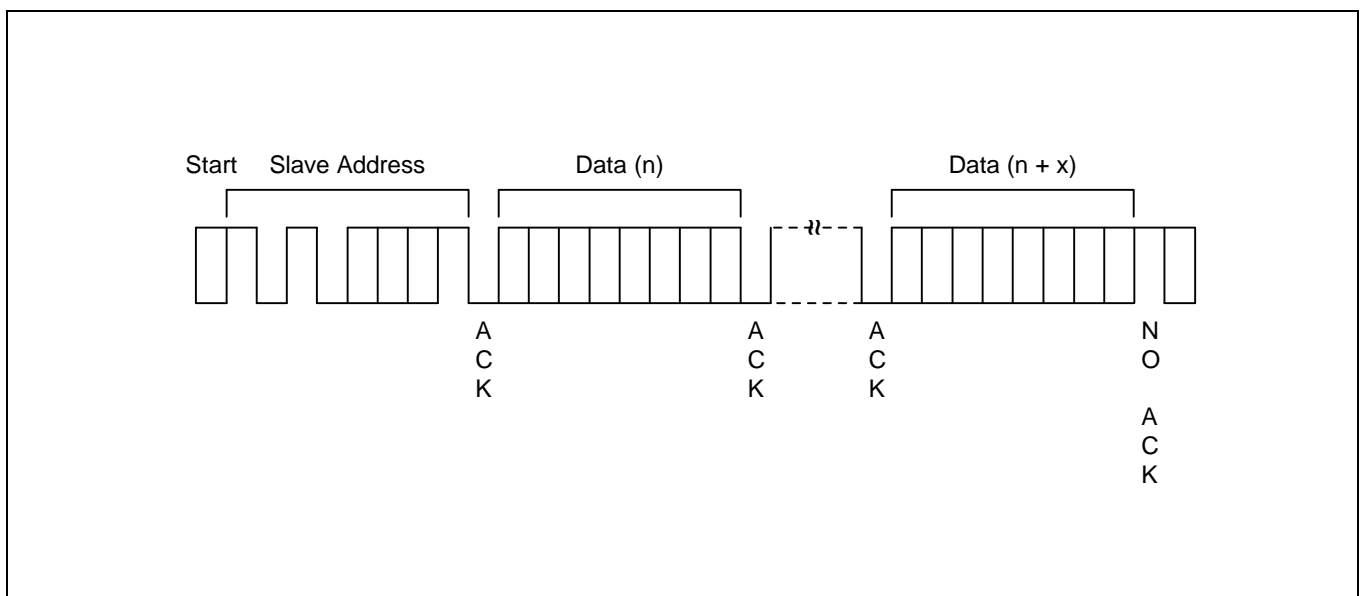 Start Slave Address Data (n) Data (n + x)
A A A N
C C C O
K K K
A
C
K